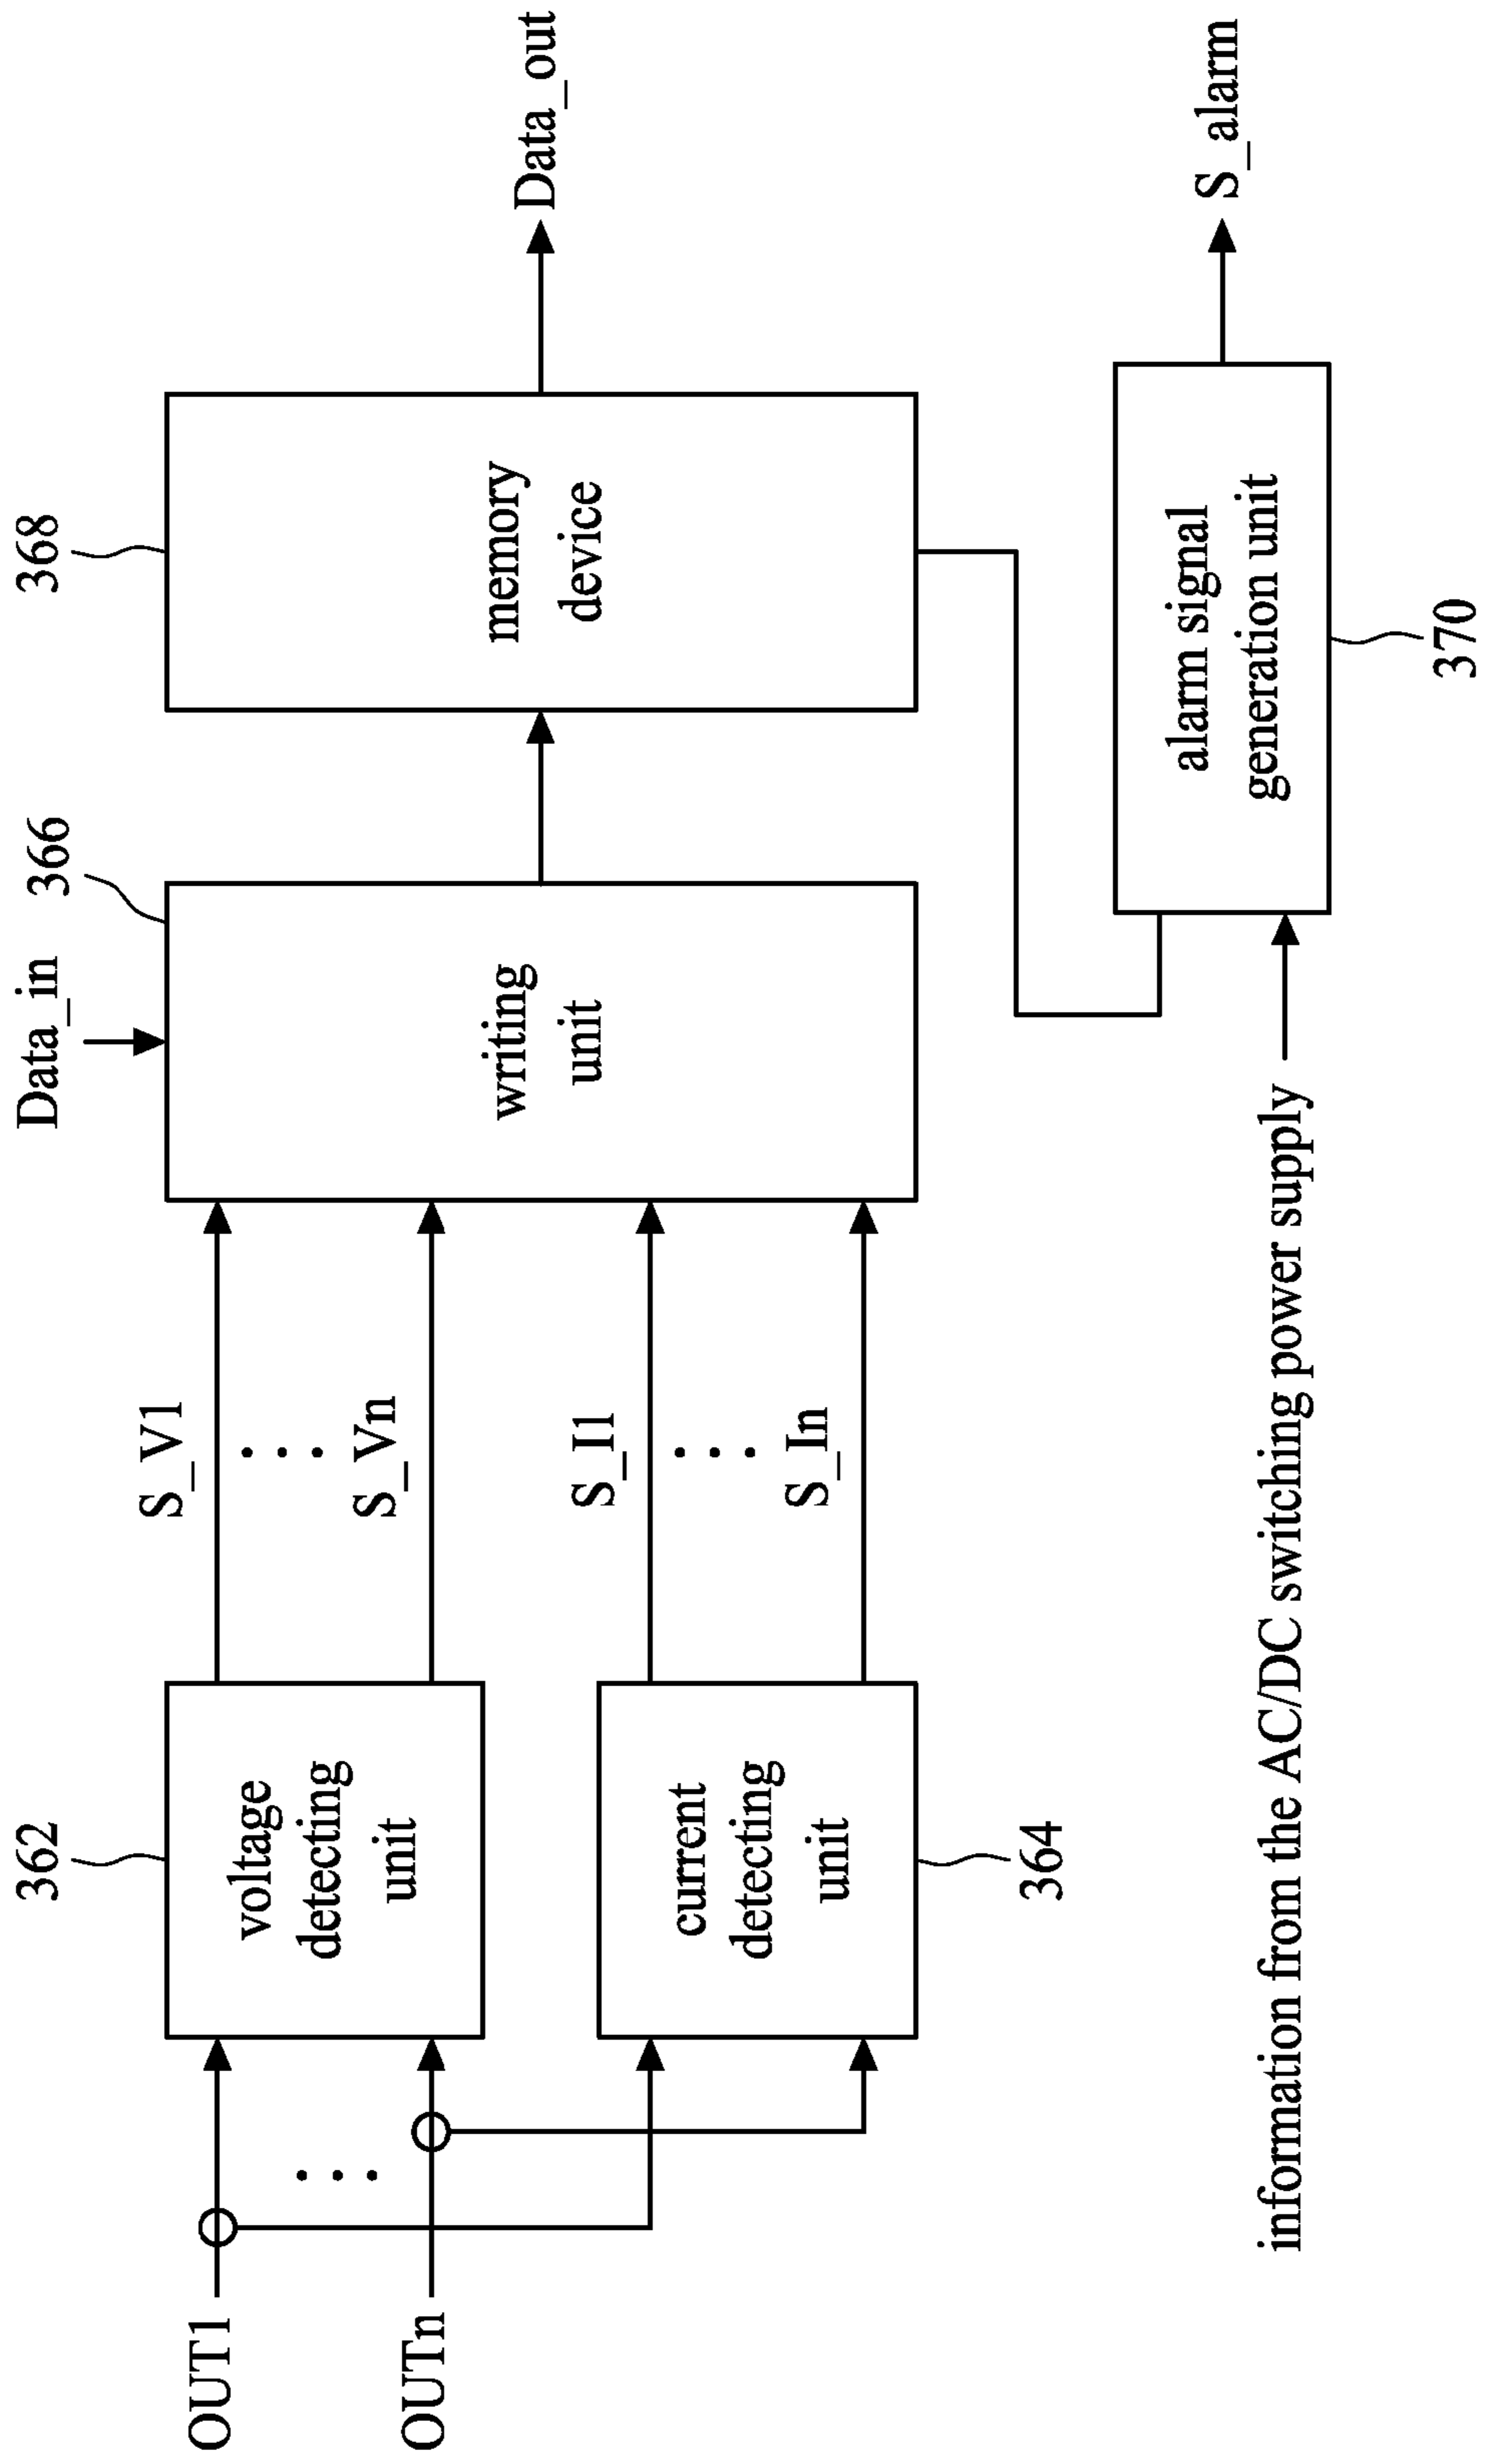 Data_in
366
368
362
OUT1
OUTn
voltage
detecting
unit
S_V1
S_Vn
writing
unit
memory
device
Data_out
current
detecting
unit
S_I1
S_In
364
information from the AC/DC switching power supply
alarm signal
generation unit
S_alarm
370